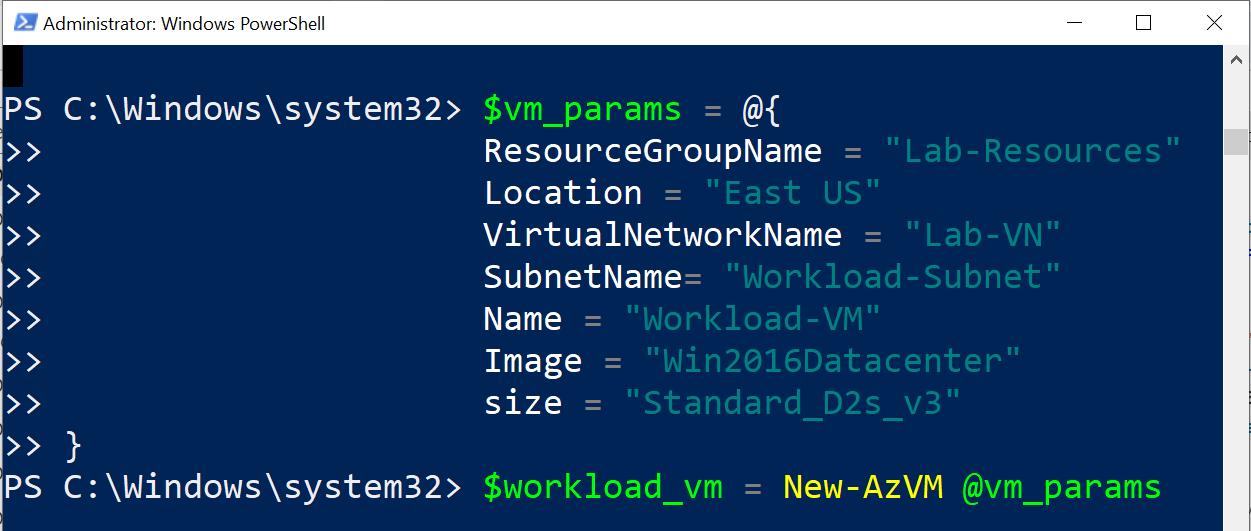 Administrator: Windows PowerShell
PS C:\Windows\system32> $vm_params = @{
>> ResourceGroupName = "Lab-Resources"
>> Location = "East US"
>> VirtualNetworkName = "Lab-VN"
>> SubnetName= "Workload-Subnet"
>> Name = "Workload-VM"
>> Image = "Win2016Datacenter"
>> size = "Standard_D2s_v3"
>> }
PS C:\Windows\system32> $workload_vm = New-AzVM @vm_params